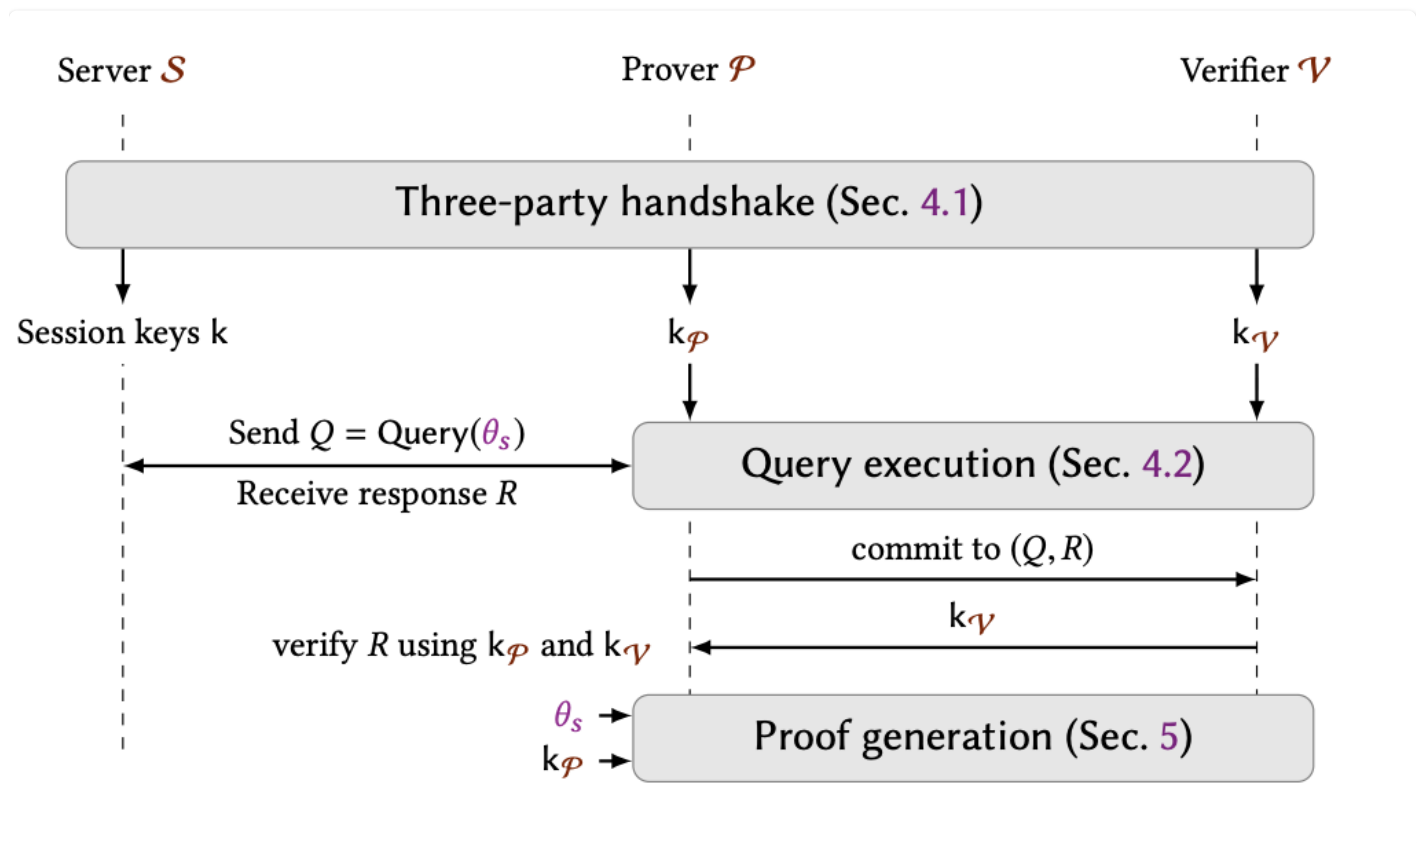 Server 𝒮
Prover 𝒫
Verifier 𝒱
Three-party handshake (Sec. 4.1)
Session keys k
k𝒫
k𝒱
Send Q = Query(θs)
Receive response R
Query execution (Sec. 4.2)
commit to (Q, R)
k𝒱
verify R using k𝒫 and k𝒱
θs
k𝒫
Proof generation (Sec. 5)